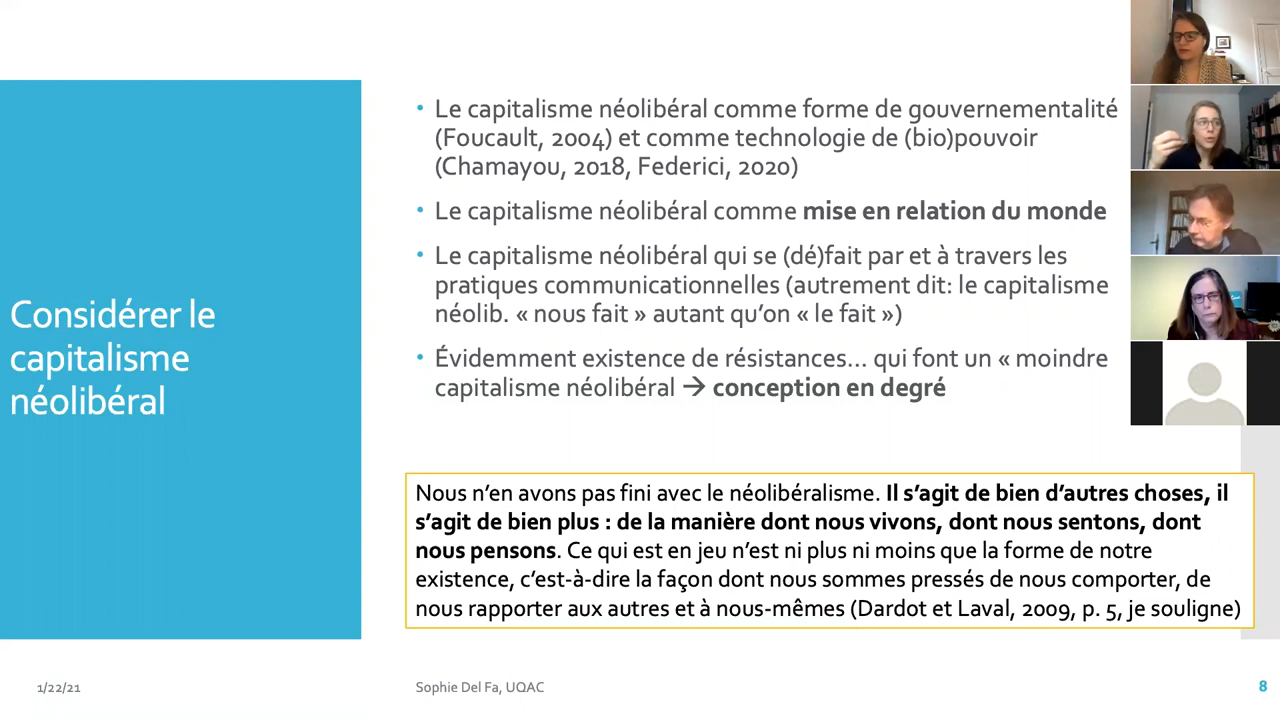 Considérer le
capitalisme
néolibéral
• Le capitalisme néolibéral comme forme de gouvernementalité
(Foucault, 2004) et comme technologie de (bio)pouvoir
(Chamayou, 2018, Federici, 2020)
• Le capitalisme néolibéral comme mise en relation du monde
• Le capitalisme néolibéral qui se (dé)fait par et à travers les
pratiques communicationnelles (autrement dit: le capitalisme
néolib. « nous fait » autant qu’on « le fait »)
• Évidemment existence de résistances… qui font un « moindre
capitalisme néolibéral → conception en degré
Nous n’en avons pas fini avec le néolibéralisme. Il s’agit de bien d’autres choses, il
s’agit de bien plus : de la manière dont nous vivons, dont nous sentons, dont
nous pensons. Ce qui est en jeu n’est ni plus ni moins que la forme de notre
existence, c’est-à-dire la façon dont nous sommes pressés de nous comporter, de
nous rapporter aux autres et à nous-mêmes (Dardot et Laval, 2009, p. 5, je souligne)
1/22/21
Sophie Del Fa, UQAC
8